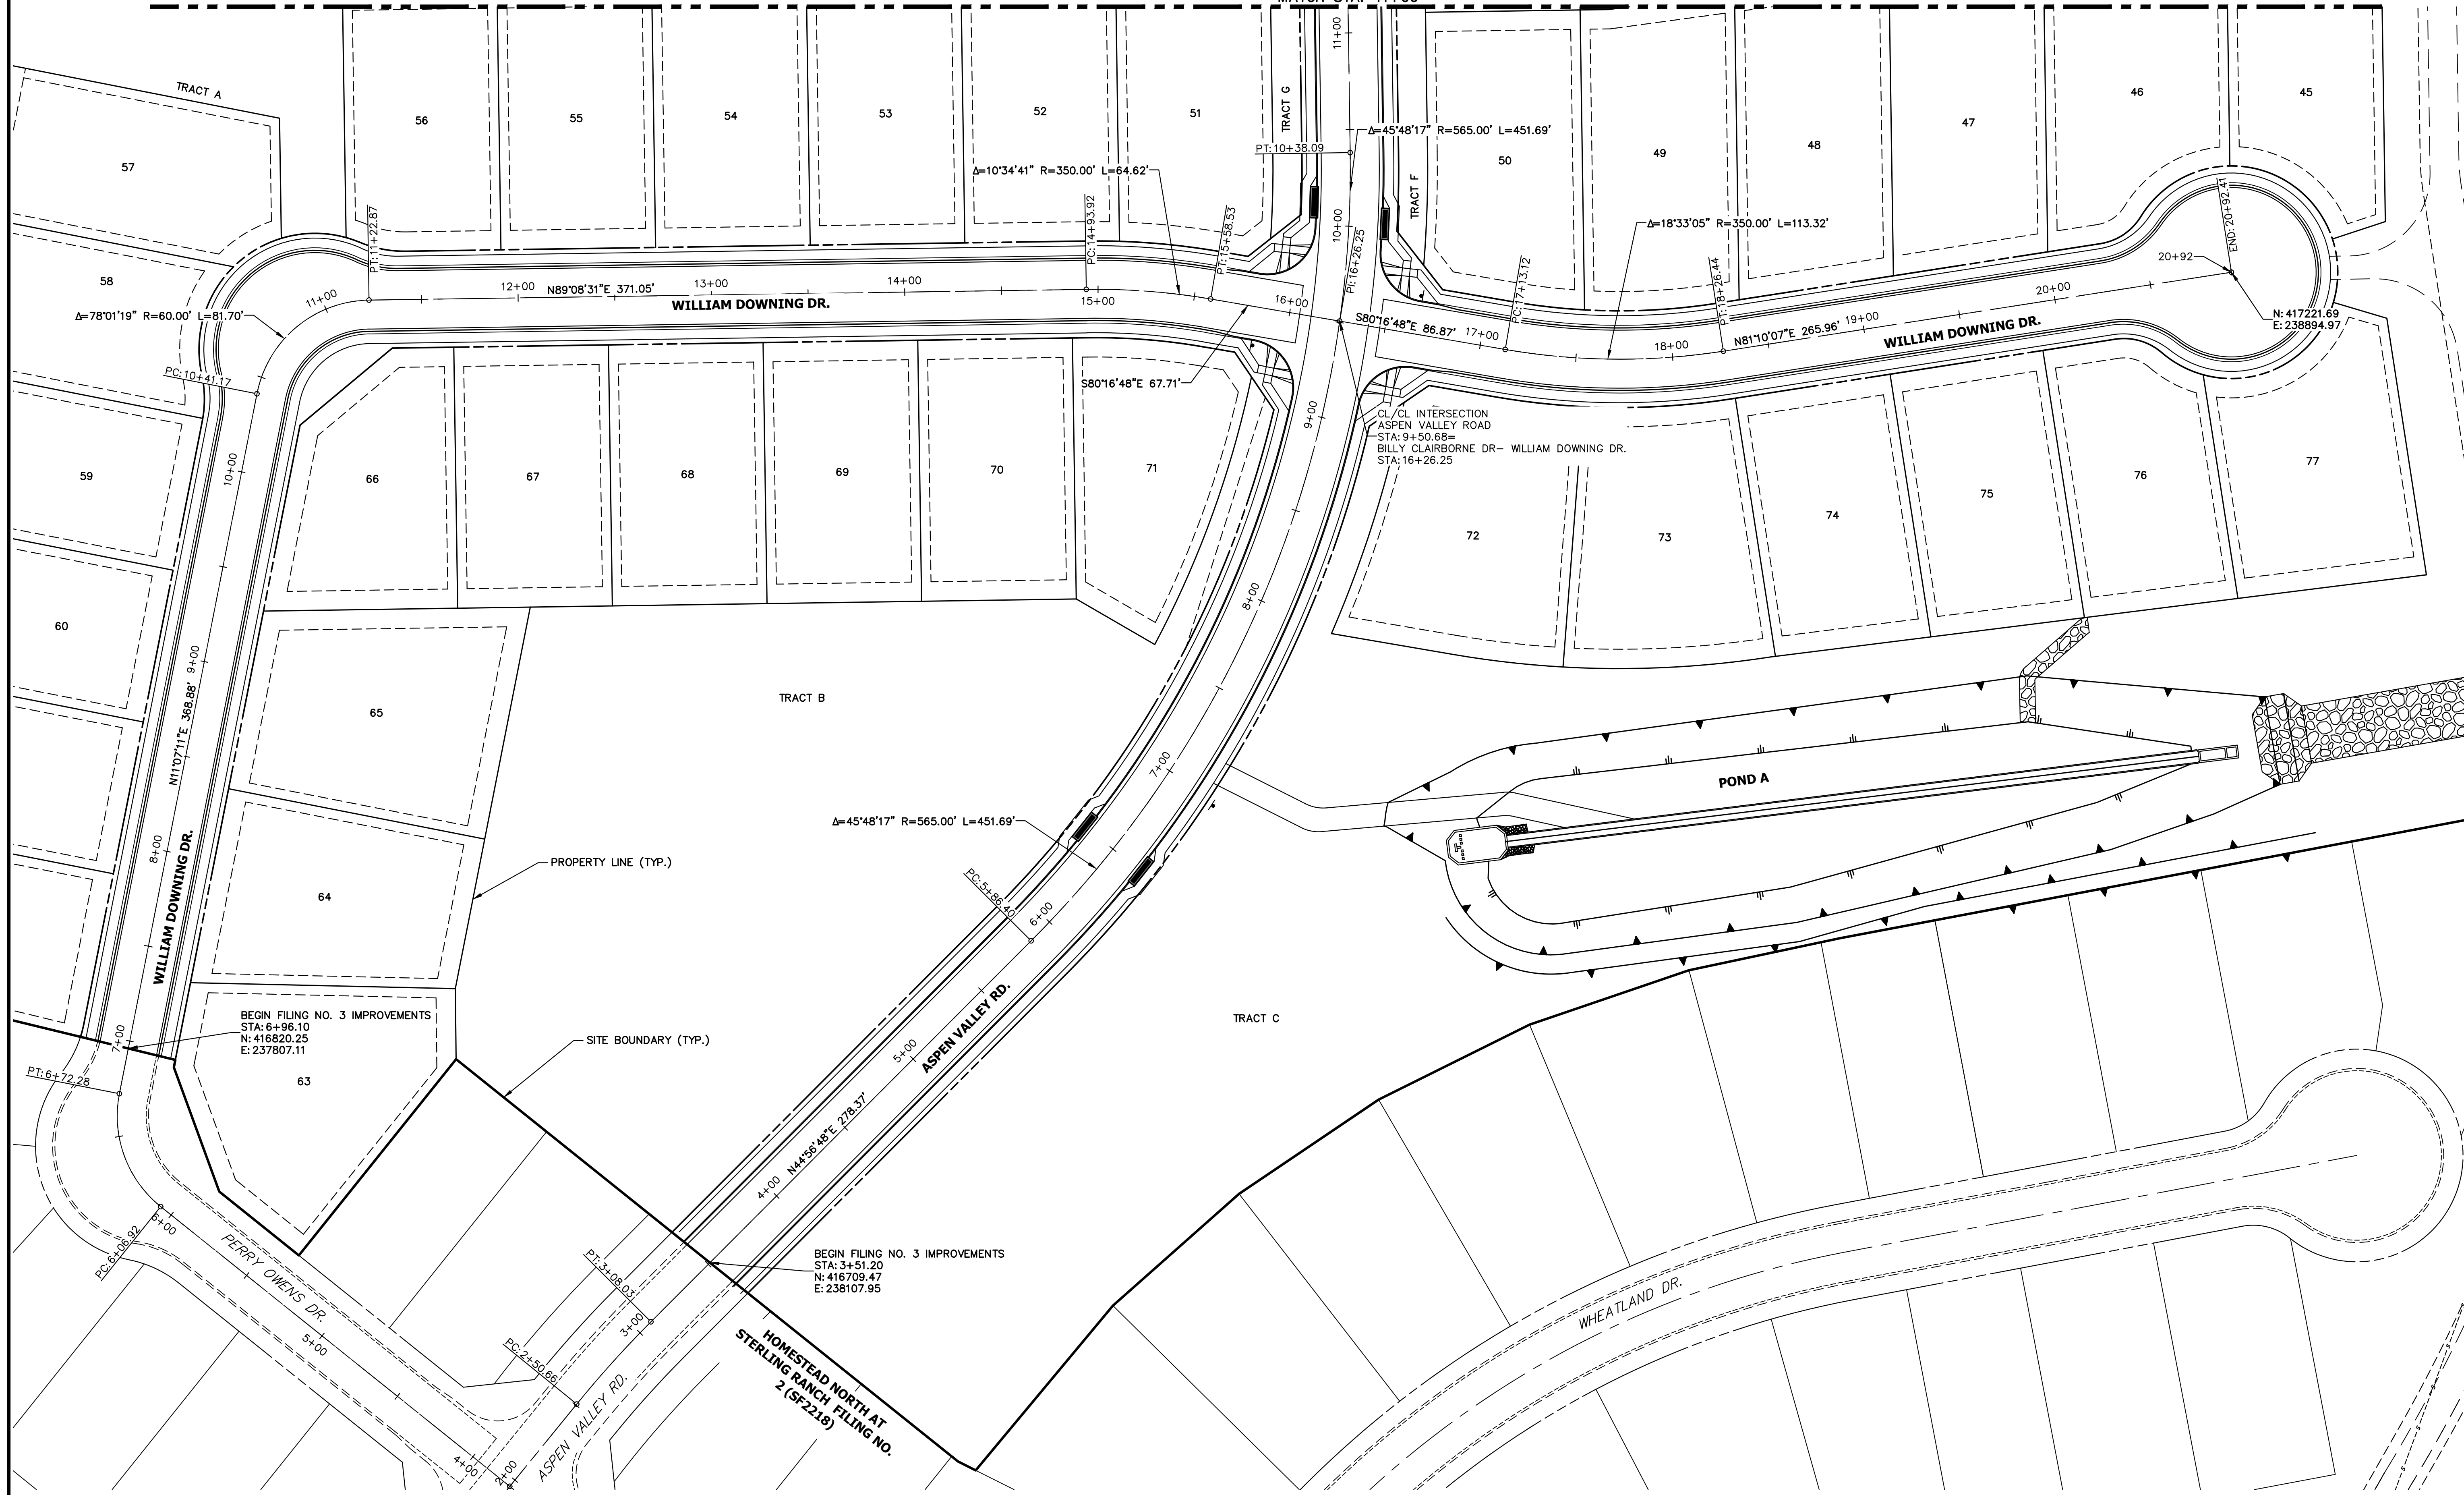 TRACT A
56
55
54
53
52
51
TRACT G
11+00
TRACT F
50
49
48
47
46
45
57
58
59
60
Δ=45°48'17" R=565.00' L=451.69'
PT:10+38.09
Δ=10°34'41" R=350.00' L=64.62'
PT:11+22.87
PC:14+93.92
PT:15+58.53
10+00
PI:16+26.25
Δ=18°33'05" R=350.00' L=113.32'
PC:17+13.12
PT:18+26.44
END:20+92.41
20+92
N: 417221.69
E: 238894.97
11+00
12+00
N89°08'31"E 371.05'
13+00
14+00
15+00
16+00
WILLIAM DOWNING DR.
Δ=78°01'19" R=60.00' L=81.70'
S80°16'48"E 86.87'
17+00
18+00
N81°10'07"E 265.96'
19+00
20+00
WILLIAM DOWNING DR.
PC:10+41.17
S80°16'48"E 67.71'
9+00
CL/CL INTERSECTION
ASPEN VALLEY ROAD
STA: 9+50.68=
BILLY CLAIRBORNE DR- WILLIAM DOWNING DR.
STA: 16+26.25
10+00
66
67
68
69
70
71
72
73
74
75
76
77
8+00
9+00
N11°07'11"E 368.88'
65
TRACT B
7+00
POND A
Δ=45°48'17" R=565.00' L=451.69'
8+00
WILLIAM DOWNING DR.
PROPERTY LINE (TYP.)
64
PC:5+86.40
6+00
ASPEN VALLEY RD.
5+00
TRACT C
BEGIN FILING NO. 3 IMPROVEMENTS
STA: 6+96.10
N: 416820.25
E: 237807.11
7+00
SITE BOUNDARY (TYP.)
PT:6+72.28
63
N44°56'48"E 278.37'
4+00
6+00
PC:6+06.92
PERRY OWENS DR.
5+00
PT:3+08.03
BEGIN FILING NO. 3 IMPROVEMENTS
STA: 3+51.20
N: 416709.47
E: 238107.95
3+00
PC:2+50.66
HOMESTEAD NORTH AT
STERLING RANCH FILING NO.
2 (SF2218)
WHEATLAND DR.
ASPEN VALLEY RD.
4+00
2+00